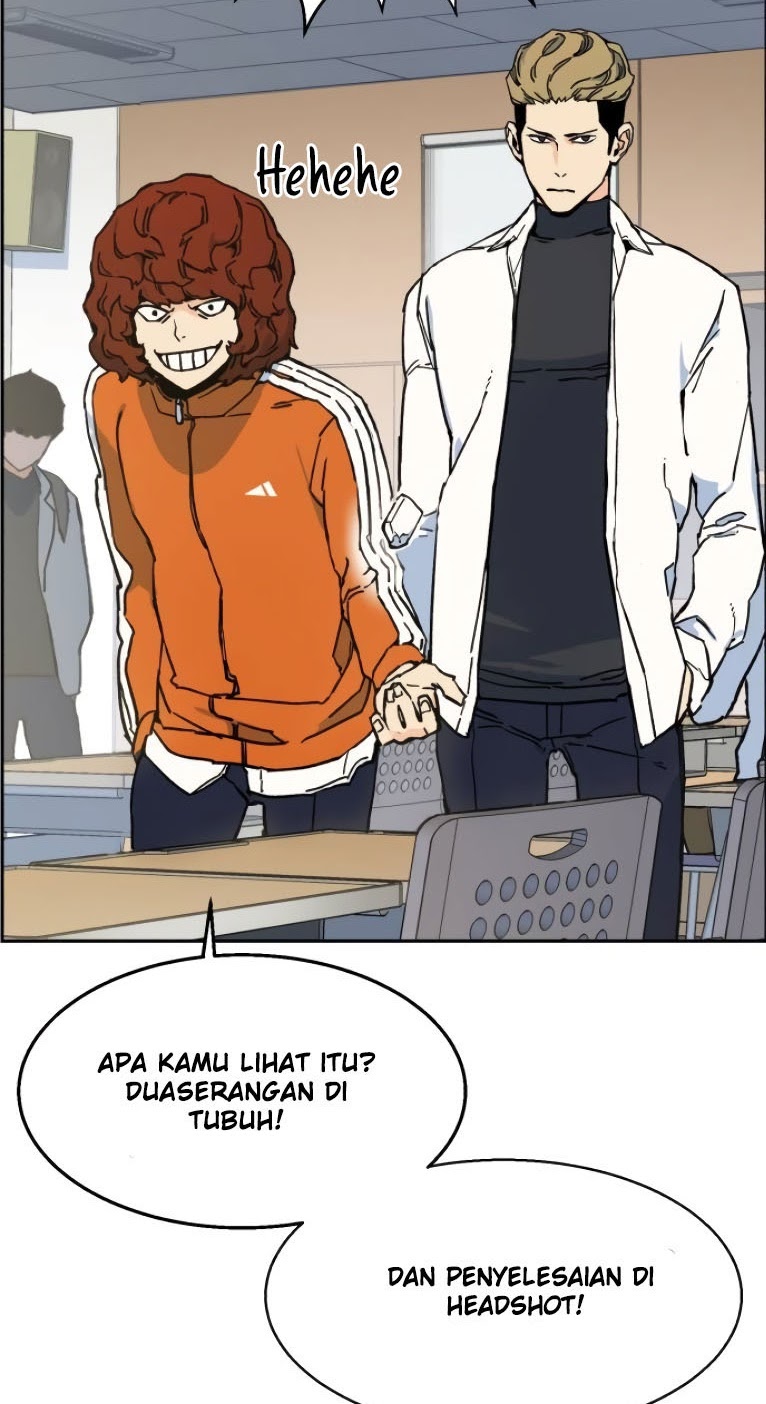 Hehehe
APA KAMU LIHAT ITU?
DUASERANGAN DI
TUBUH!
DAN PENYELESAIAN DI
HEADSHOT!